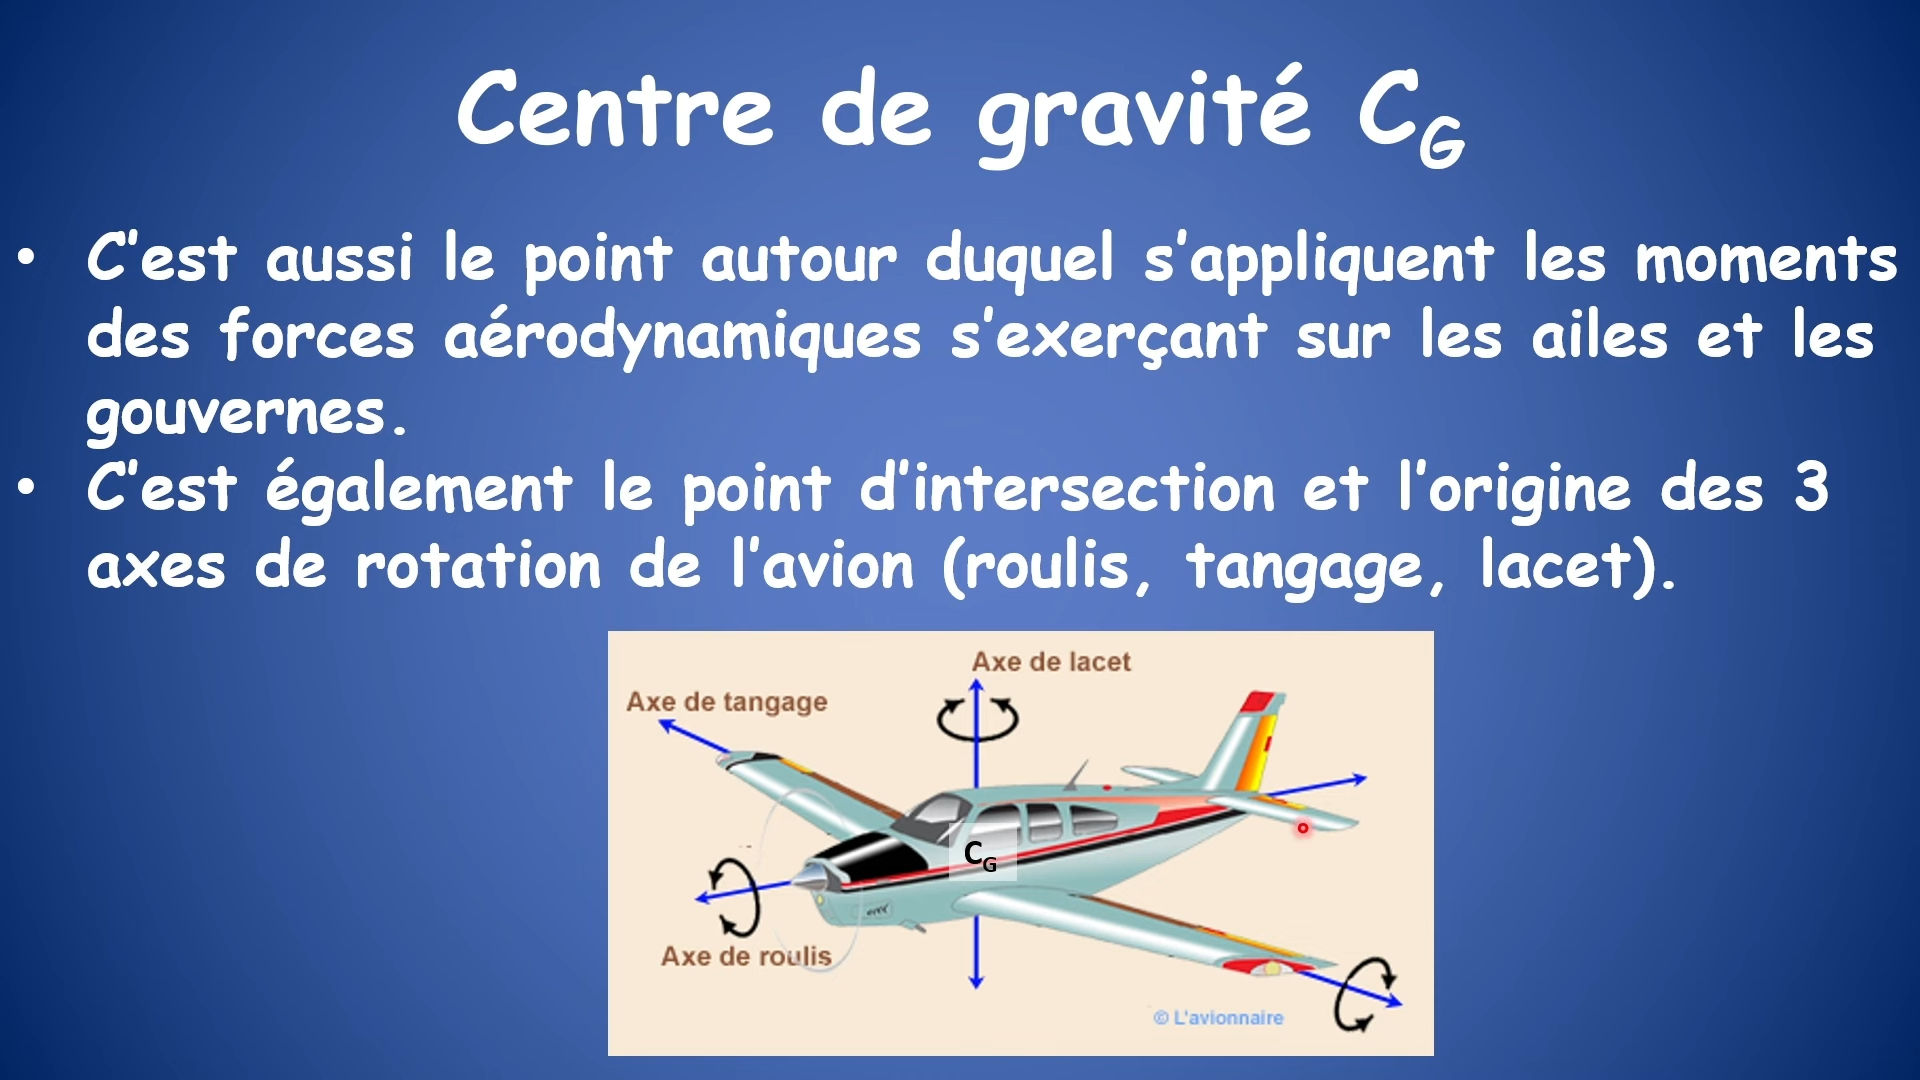 Centre de gravité CG
• C’est aussi le point autour duquel s’appliquent les moments
des forces aérodynamiques s’exerçant sur les ailes et les
gouvernes.
• C’est également le point d’intersection et l’origine des 3
axes de rotation de l’avion (roulis, tangage, lacet).
Axe de lacet
Axe de tangage
CG
Axe de roulis
© L'avionnaire